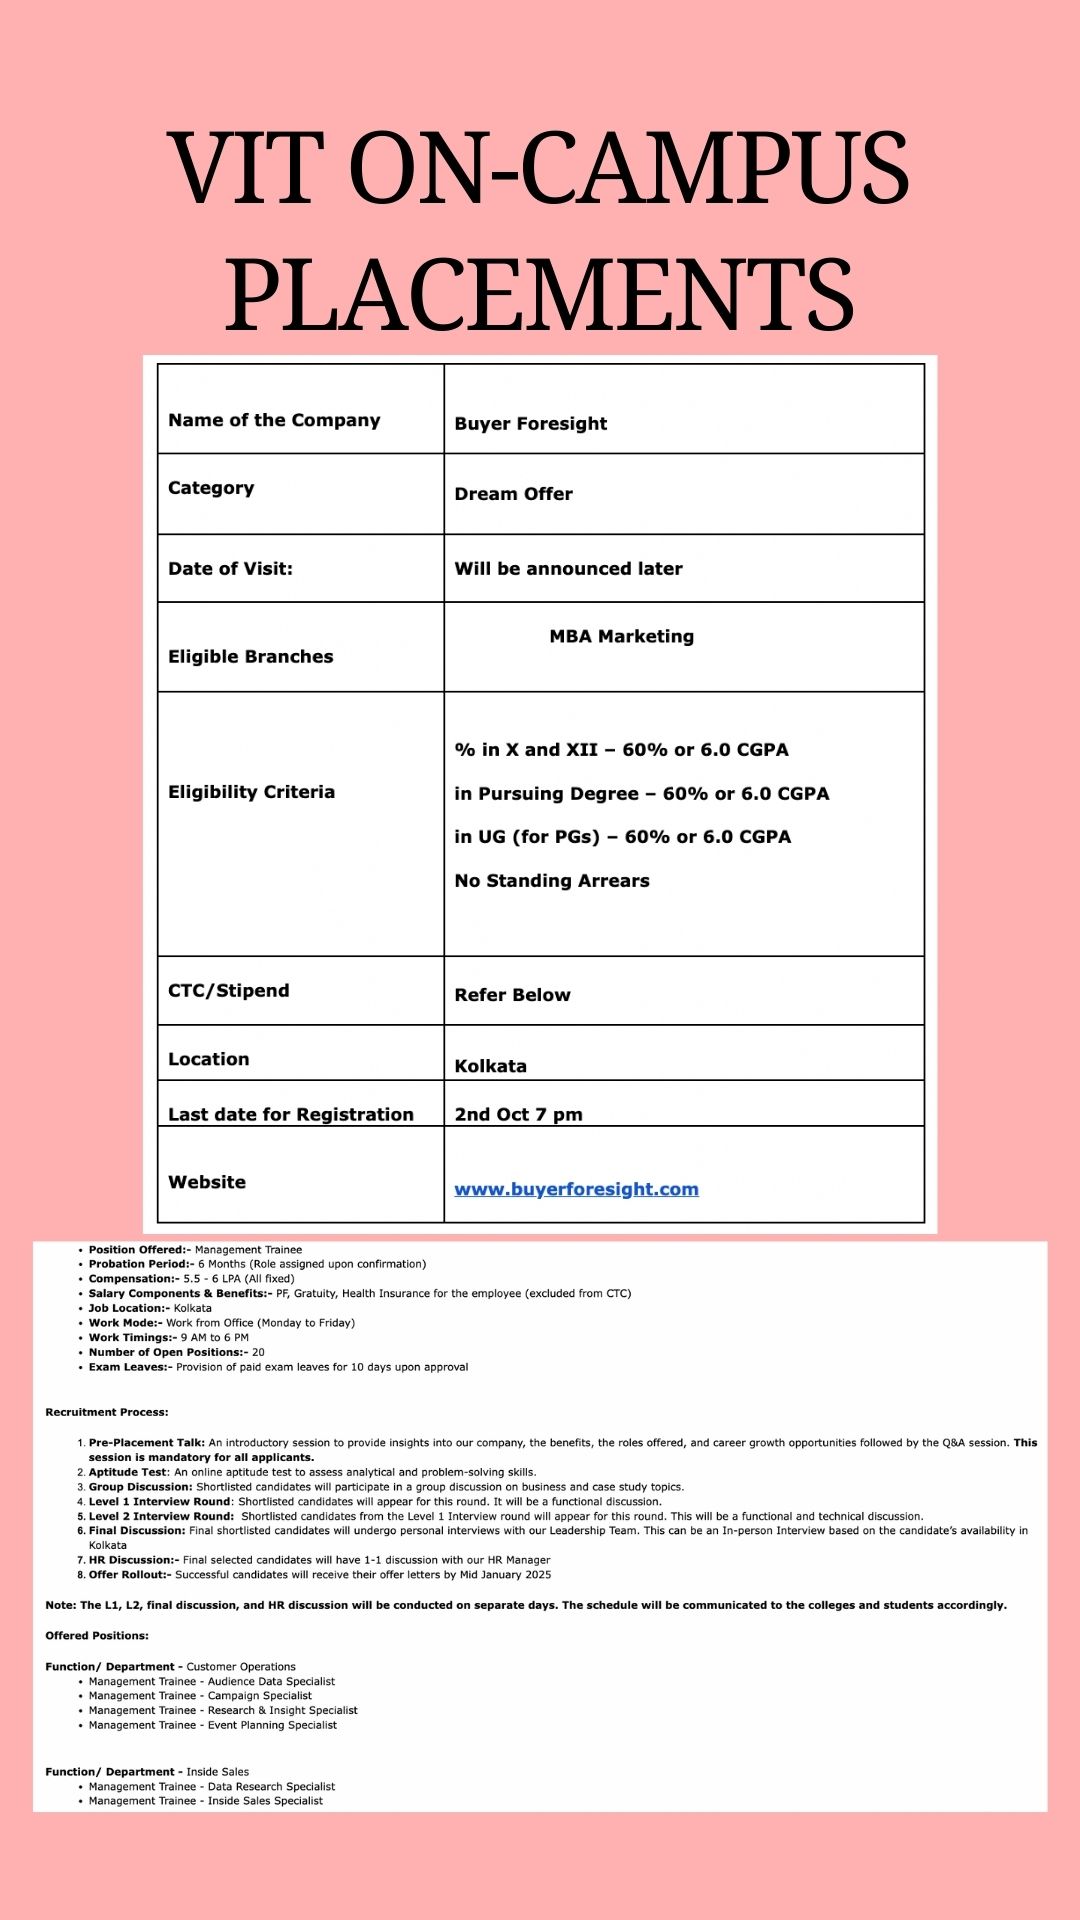 VIT ON-CAMPUS
PLACEMENTS
Name of the Company
Buyer Foresight
Category
Dream Offer
Date of Visit:
Will be announced later
Eligible Branches
MBA Marketing
Eligibility Criteria
% in X and XII – 60% or 6.0 CGPA
in Pursuing Degree – 60% or 6.0 CGPA
in UG (for PGs) – 60% or 6.0 CGPA
No Standing Arrears
CTC/Stipend
Refer Below
Location
Kolkata
Last date for Registration
2nd Oct 7 pm
Website
www.buyerforesight.com
• Position Offered:- Management Trainee
• Probation Period:- 6 Months (Role assigned upon confirmation)
• Compensation:- 5.5 - 6 LPA (All fixed)
• Salary Components & Benefits:- PF, Gratuity, Health Insurance for the employee (excluded from CTC)
• Job Location:- Kolkata
• Work Mode:- Work from Office (Monday to Friday)
• Work Timings:- 9 AM to 6 PM
• Number of Open Positions:- 20
• Exam Leaves:- Provision of paid exam leaves for 10 days upon approval
Recruitment Process:
1. Pre-Placement Talk: An introductory session to provide insights into our company, the benefits, the roles offered, and career growth opportunities followed by the Q&A session. This
session is mandatory for all applicants.
2. Aptitude Test: An online aptitude test to assess analytical and problem-solving skills.
3. Group Discussion: Shortlisted candidates will participate in a group discussion on business and case study topics.
4. Level 1 Interview Round: Shortlisted candidates will appear for this round. It will be a functional discussion.
5. Level 2 Interview Round: Shortlisted candidates from the Level 1 Interview round will appear for this round. This will be a functional and technical discussion.
6. Final Discussion: Final shortlisted candidates will undergo personal interviews with our Leadership Team. This can be an In-person Interview based on the candidate's availability in
Kolkata
7. HR Discussion:- Final selected candidates will have 1-1 discussion with our HR Manager
8. Offer Rollout:- Successful candidates will receive their offer letters by Mid January 2025
Note: The L1, L2, final discussion, and HR discussion will be conducted on separate days. The schedule will be communicated to the colleges and students accordingly.
Offered Positions:
Function/ Department - Customer Operations
• Management Trainee - Audience Data Specialist
• Management Trainee - Campaign Specialist
• Management Trainee - Research & Insight Specialist
• Management Trainee - Event Planning Specialist
Function/ Department - Inside Sales
• Management Trainee - Data Research Specialist
• Management Trainee - Inside Sales Specialist